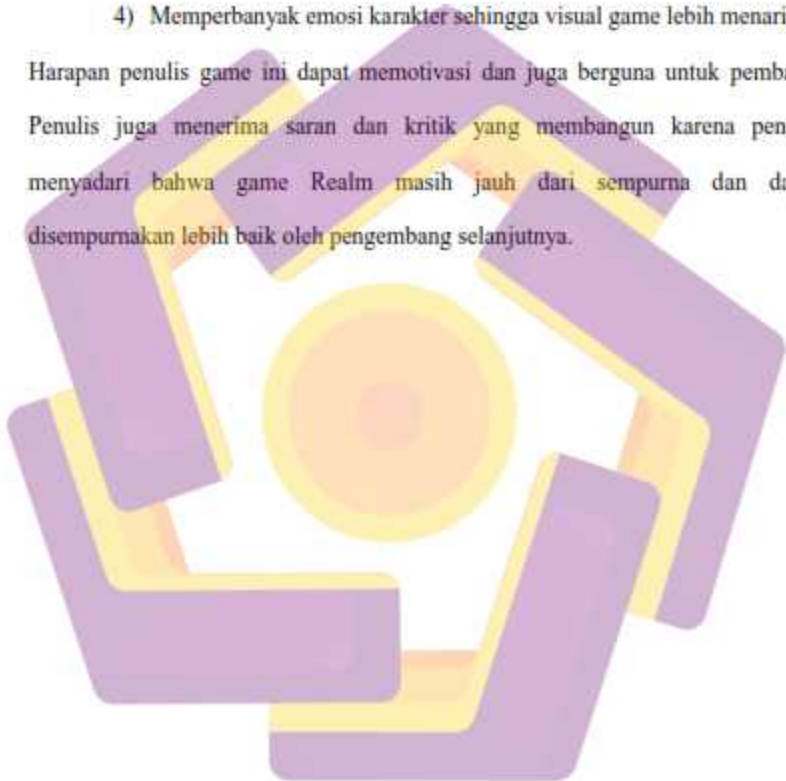 4) Memperbanyak emosi karakter sehingga visual game lebih menari
Harapan penulis game ini dapat memotivasi dan juga berguna untuk pemba
Penulis juga menerima saran dan kritik yang membangun karena pen
menyadari bahwa game Realm masih jauh dari sempurna dan da
disempurnakan lebih baik oleh pengembang selanjutnya.